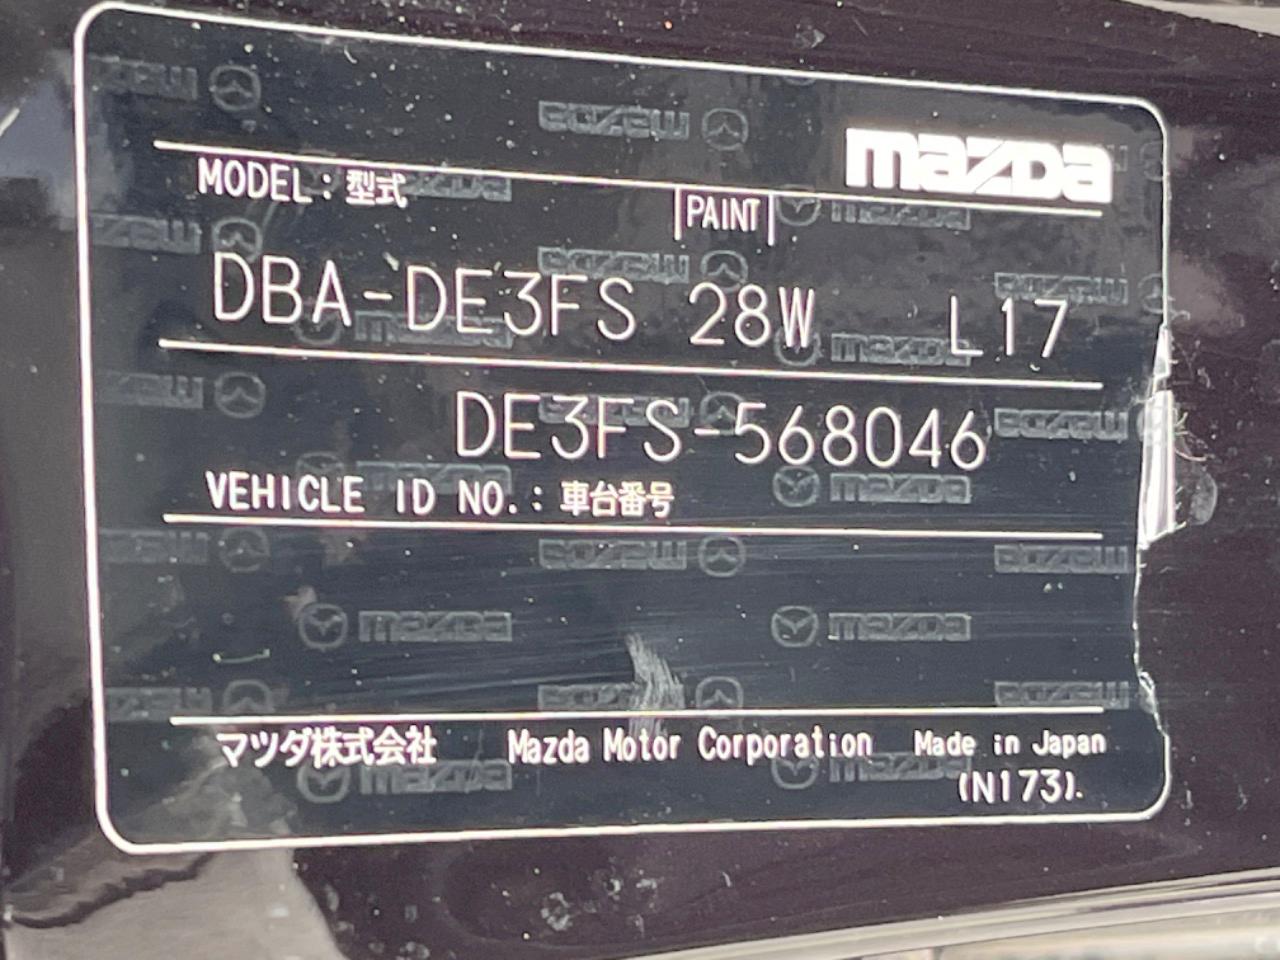 mazda
MODEL：型式
PAINT
DBA-DE3FS 28W L17
DE3FS-568046
VEHICLE ID NO.：車台番号
マツダ株式会社 Mazda Motor Corporation Made in Japan
(N173).